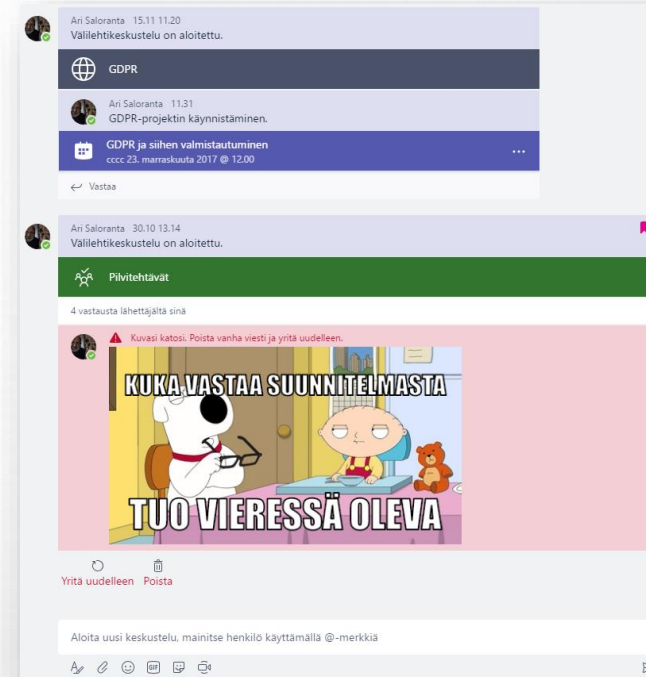 Ari Saloranta 15.11 11.20
Välilehtikeskustelu on aloitettu.
GDPR
Ari Saloranta 11.31
GDPR-projektin käynnistäminen.
GDPR ja siihen valmistautuminen
cccc 23. marraskuuta 2017 @ 12.00
Vastaa
Ari Saloranta 30.10 13.14
Välilehtikeskustelu on aloitettu.
Pilvitehtävät
4 vastausta lähettäjältä sinä
Kuvasi katosi. Poista vanha viesti ja yritä uudelleen.
KUKA VASTAA SUUNNITELMASTA
TUO VIERESSÄ OLEVA
Yritä uudelleen Poista
Aloita uusi keskustelu, mainitse henkilö käyttämällä @-merkkiä
GIF